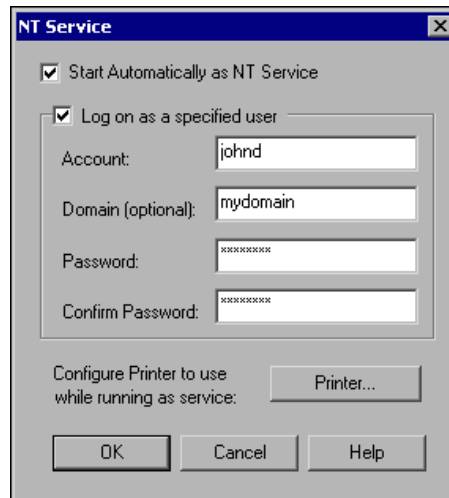 NT Service
Start Automatically as NT Service
Log on as a specified user
Account: johnd
Domain (optional): mydomain
Password: ********
Confirm Password: ********
Configure Printer to use
while running as service:
Printer...
OK Cancel Help